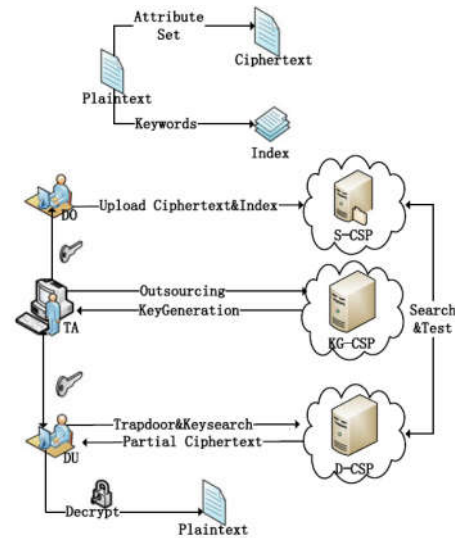 Attribute
Set
Ciphertext
Plaintext
Keywords
Index
DO
Upload Ciphertext&Index
S-CSP
Outsourcing
KeyGeneration
TA
KG-CSP
Search
&Test
Trapdoor&Keysearch
Partial Ciphertext
DU
D-CSP
Decrypt
Plaintext